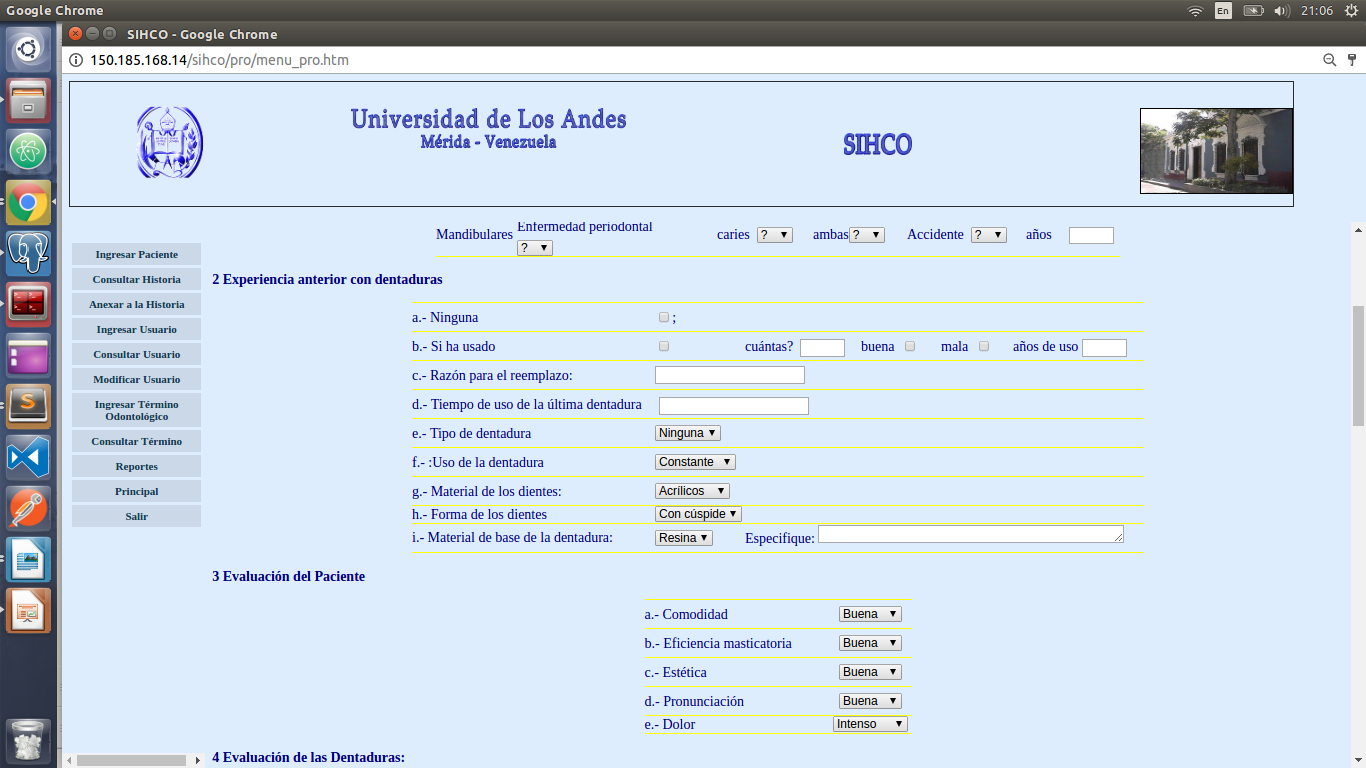 Google Chrome En 21:06
SIHCO - Google Chrome
150.185.168.14/sihco/pro/menu_pro.htm
Universidad de Los Andes
Mérida - Venezuela
SIHCO
Ingresar Paciente
Consultar Historia
Anexar a la Historia
Ingresar Usuario
Consultar Usuario
Modificar Usuario
Ingresar Término
Odontológico
Consultar Término
Reportes
Principal
Salir
Mandibulares Enfermedad periodontal ? caries ? ambas ? Accidente ? años
2 Experiencia anterior con dentaduras
a.- Ninguna ;
b.- Si ha usado cuántas? buena mala años de uso
c.- Razón para el reemplazo:
d.- Tiempo de uso de la última dentadura
e.- Tipo de dentadura Ninguna
f.- :Uso de la dentadura Constante
g.- Material de los dientes: Acrílicos
h.- Forma de los dientes Con cúspide
i.- Material de base de la dentadura: Resina Especifique:
3 Evaluación del Paciente
a.- Comodidad Buena
b.- Eficiencia masticatoria Buena
c.- Estética Buena
d.- Pronunciación Buena
e.- Dolor Intenso
4 Evaluación de las Dentaduras: